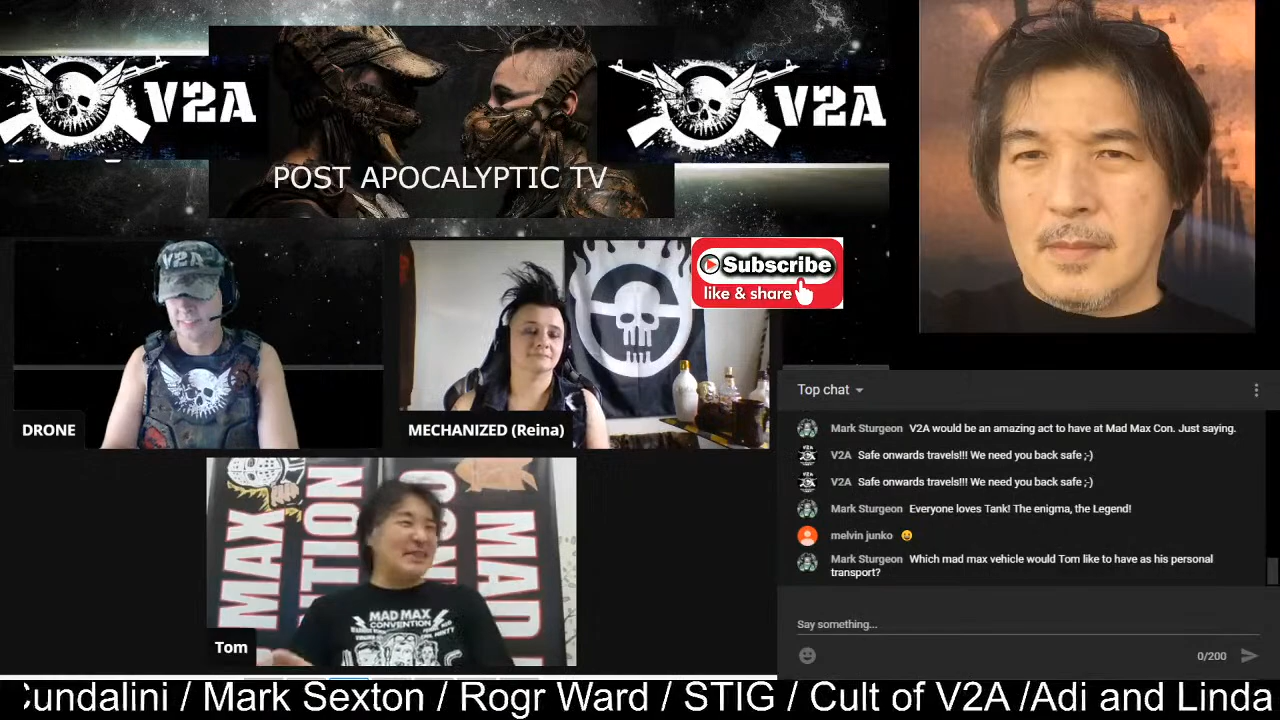 V2A
V2A
POST APOCALYPTIC TV
V2A
DRONE
MECHANIZED (Reina)
Subscribe
like & share
MAX
MAD
MAD MAX
CONVENTION
Tom
Top chat
Mark Sturgeon V2A would be an amazing act to have at Mad Max Con. Just saying.
V2A Safe onwards travels!!! We need you back safe ;-)
V2A Safe onwards travels!!! We need you back safe ;-)
Mark Sturgeon Everyone loves Tank! The enigma, the Legend!
melvin junko
Mark Sturgeon Which mad max vehicle would Tom like to have as his personal
transport?
Say something...
0/200
undalini / Mark Sexton / Rogr Ward / STIG / Cult of V2A /Adi and Linda